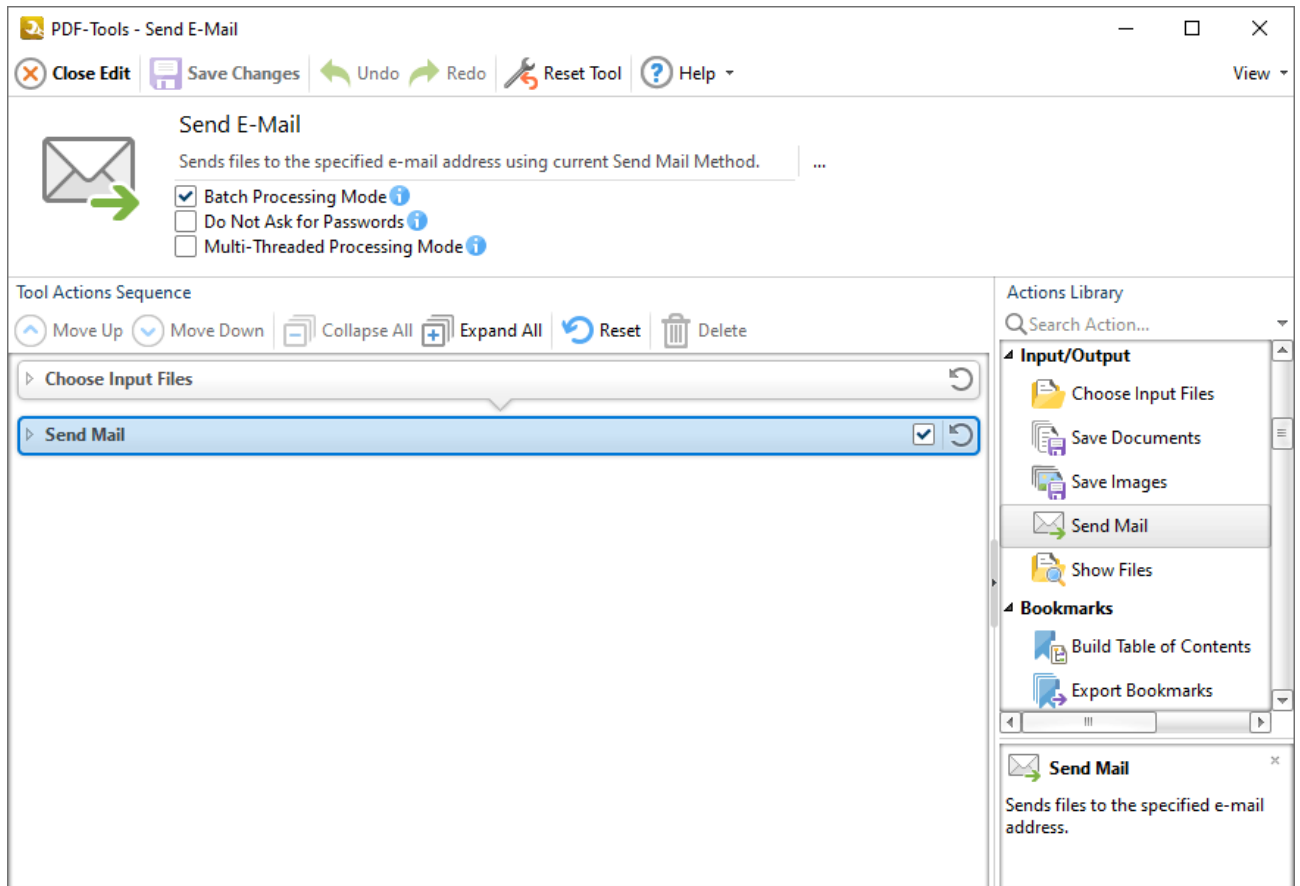 PDF-Tools - Send E-Mail
Close Edit Save Changes Undo Redo Reset Tool Help View
Send E-Mail
Sends files to the specified e-mail address using current Send Mail Method. ...
Batch Processing Mode
Do Not Ask for Passwords
Multi-Threaded Processing Mode
Tool Actions Sequence
Move Up Move Down Collapse All Expand All Reset Delete
Choose Input Files
Send Mail
Actions Library
Search Action...
Input/Output
Choose Input Files
Save Documents
Save Images
Send Mail
Show Files
Bookmarks
Build Table of Contents
Export Bookmarks
Send Mail
Sends files to the specified e-mail
address.